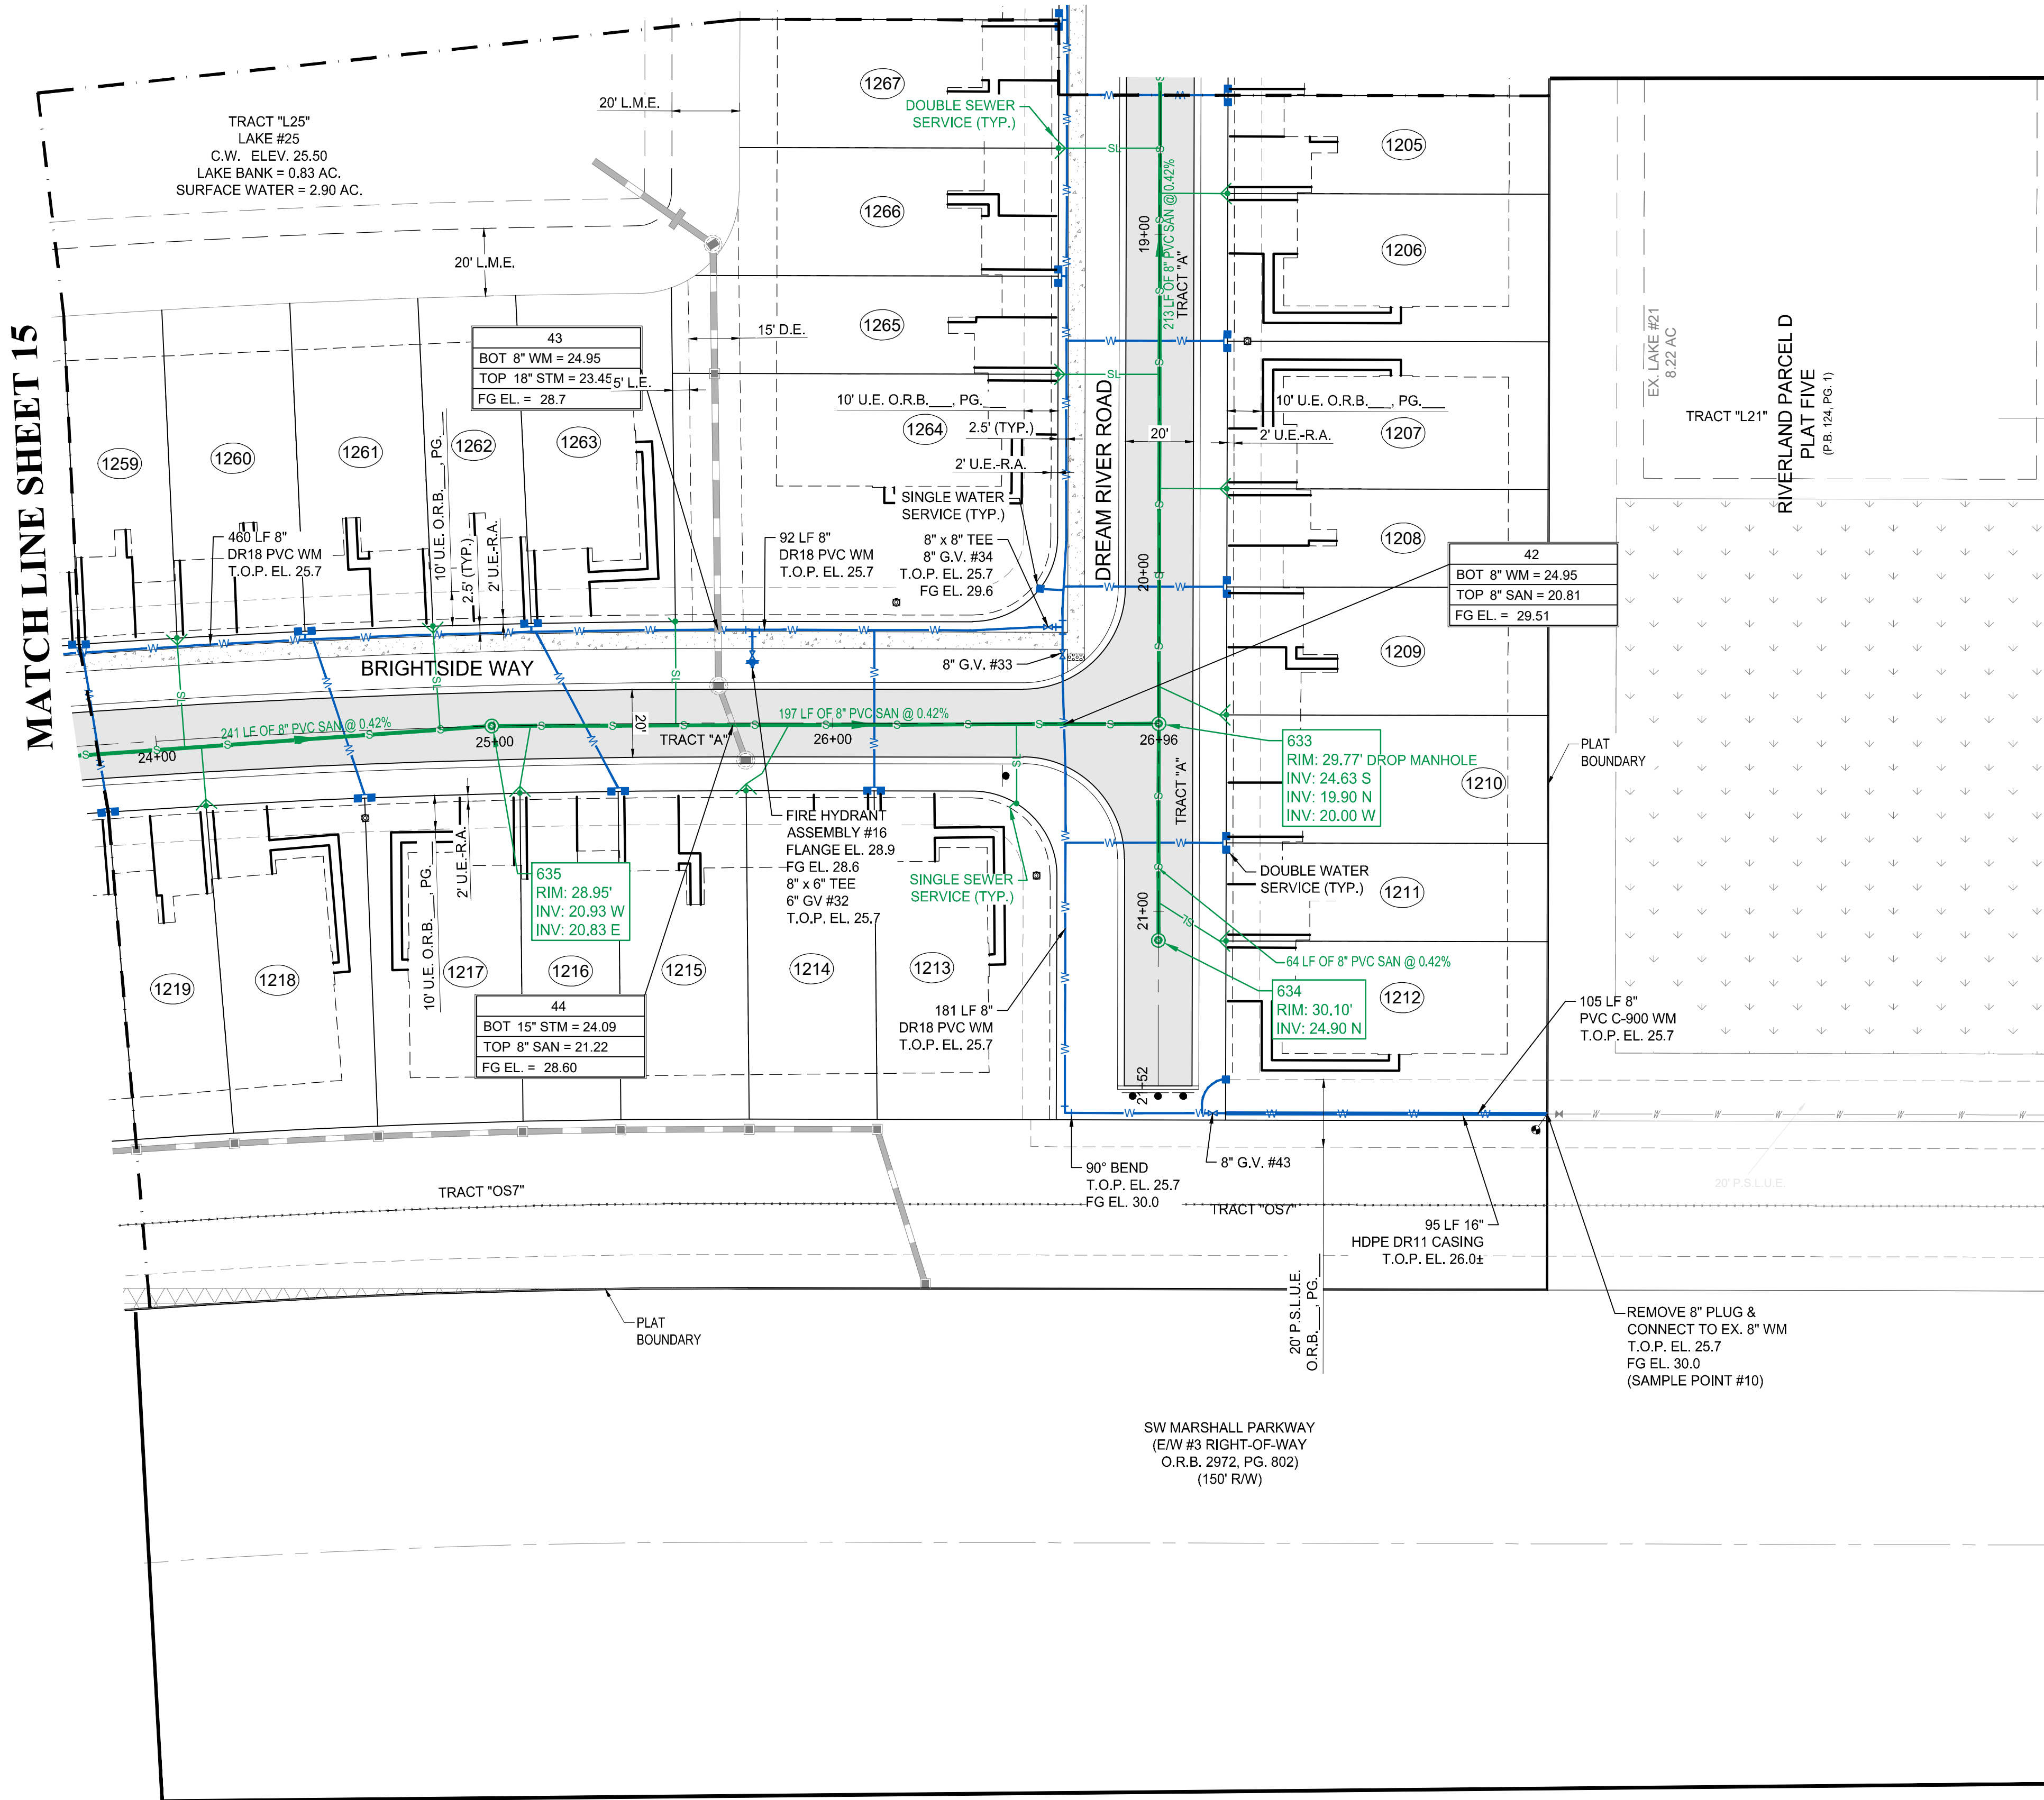 MATCH LINE SHEET 15
TRACT "L25"
LAKE #25
C.W. ELEV. 25.50
LAKE BANK = 0.83 AC.
SURFACE WATER = 2.90 AC.
20' L.M.E.
20' L.M.E.
1267
1266
1265
1264
DOUBLE SEWER
SERVICE (TYP.)
15' D.E.
5' L.E.
43
BOT 8" WM = 24.95
TOP 18" STM = 23.45
FG EL. = 28.7
10' U.E. O.R.B.___, PG.___
2.5' (TYP.)
2' U.E.-R.A.
SINGLE WATER
SERVICE (TYP.)
8" x 8" TEE
8" G.V. #34
T.O.P. EL. 25.7
FG EL. 29.6
8" G.V. #33
DREAM RIVER ROAD
20'
19+00
20+00
21+00
21+52
213 LF OF 8" PVC SAN @ 0.42%
TRACT "A"
1205
1206
10' U.E. O.R.B.___, PG.___
2' U.E.-R.A.
1207
1208
1209
1210
1211
1212
EX. LAKE #21
8.22 AC
TRACT "L21"
RIVERLAND PARCEL D
PLAT FIVE
(P.B. 124, PG. 1)
42
BOT 8" WM = 24.95
TOP 8" SAN = 20.81
FG EL. = 29.51
PLAT
BOUNDARY
1259
1260
1261
1262
1263
460 LF 8"
DR18 PVC WM
T.O.P. EL. 25.7
10' U.E. O.R.B.___, PG.___
2.5' (TYP.)
2' U.E.-R.A.
92 LF 8"
DR18 PVC WM
T.O.P. EL. 25.7
BRIGHTSIDE WAY
241 LF OF 8" PVC SAN @ 0.42%
24+00
25+00
20'
TRACT "A"
197 LF OF 8" PVC SAN @ 0.42%
26+00
26+96
TRACT "A"
633
RIM: 29.77' DROP MANHOLE
INV: 24.63 S
INV: 19.90 N
INV: 20.00 W
635
RIM: 28.95'
INV: 20.93 W
INV: 20.83 E
FIRE HYDRANT
ASSEMBLY #16
FLANGE EL. 28.9
FG EL. 28.6
8" x 6" TEE
6" GV #32
T.O.P. EL. 25.7
SINGLE SEWER
SERVICE (TYP.)
DOUBLE WATER
SERVICE (TYP.)
64 LF OF 8" PVC SAN @ 0.42%
634
RIM: 30.10'
INV: 24.90 N
10' U.E. O.R.B.___, PG.___
2' U.E.-R.A.
1219
1218
1217
1216
1215
1214
1213
44
BOT 15" STM = 24.09
TOP 8" SAN = 21.22
FG EL. = 28.60
181 LF 8"
DR18 PVC WM
T.O.P. EL. 25.7
105 LF 8"
PVC C-900 WM
T.O.P. EL. 25.7
90° BEND
T.O.P. EL. 25.7
FG EL. 30.0
8" G.V. #43
TRACT "OS7"
TRACT "OS7"
20' P.S.L.U.E.
95 LF 16"
HDPE DR11 CASING
T.O.P. EL. 26.0±
20' P.S.L.U.E.
O.R.B.___, PG.___
PLAT
BOUNDARY
REMOVE 8" PLUG &
CONNECT TO EX. 8" WM
T.O.P. EL. 25.7
FG EL. 30.0
(SAMPLE POINT #10)
SW MARSHALL PARKWAY
(E/W #3 RIGHT-OF-WAY
O.R.B. 2972, PG. 802)
(150' R/W)